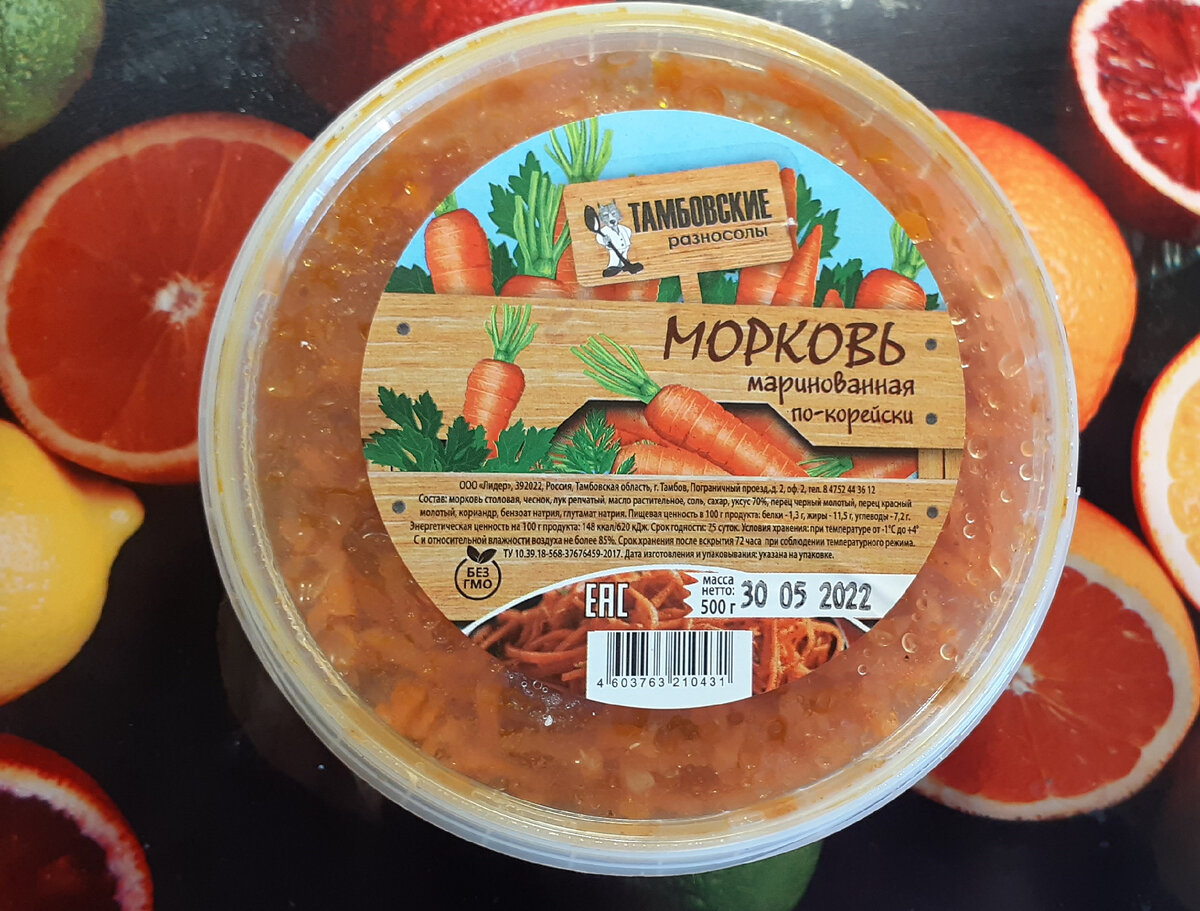 ТАМБОВСКИЕ
разносолы
МОРКОВЬ
маринованная
по-корейски
ООО «Лидер», 392022, Россия, Тамбовская область, г. Тамбов, Пограничный проезд, д. 2, оф. 2, тел. 8 4752 44 36 12
Состав: морковь столовая, чеснок, лук репчатый, масло растительное, соль, сахар, уксус 70%, перец черный молотый, перец красный
молотый, кориандр, бензоат натрия, глутамат натрия. Пищевая ценность в 100 г продукта: белки -1,3 г, жиры - 11,5 г, углеводы - 7,2 г.
Энергетическая ценность на 100 г продукта: 148 ккал/620 кДж. Срок годности: 25 суток. Условия хранения: при температуре от -1°С до +4°
С и относительной влажности воздуха не более 85%. Срок хранения после вскрытия 72 часа при соблюдении температурного режима.
ТУ 10.39.18-568-37676459-2017. Дата изготовления и упаковывания: указана на упаковке.
БЕЗ
ГМО
EAC
масса
нетто:
500 г
30 05 2022
4 603763 210431